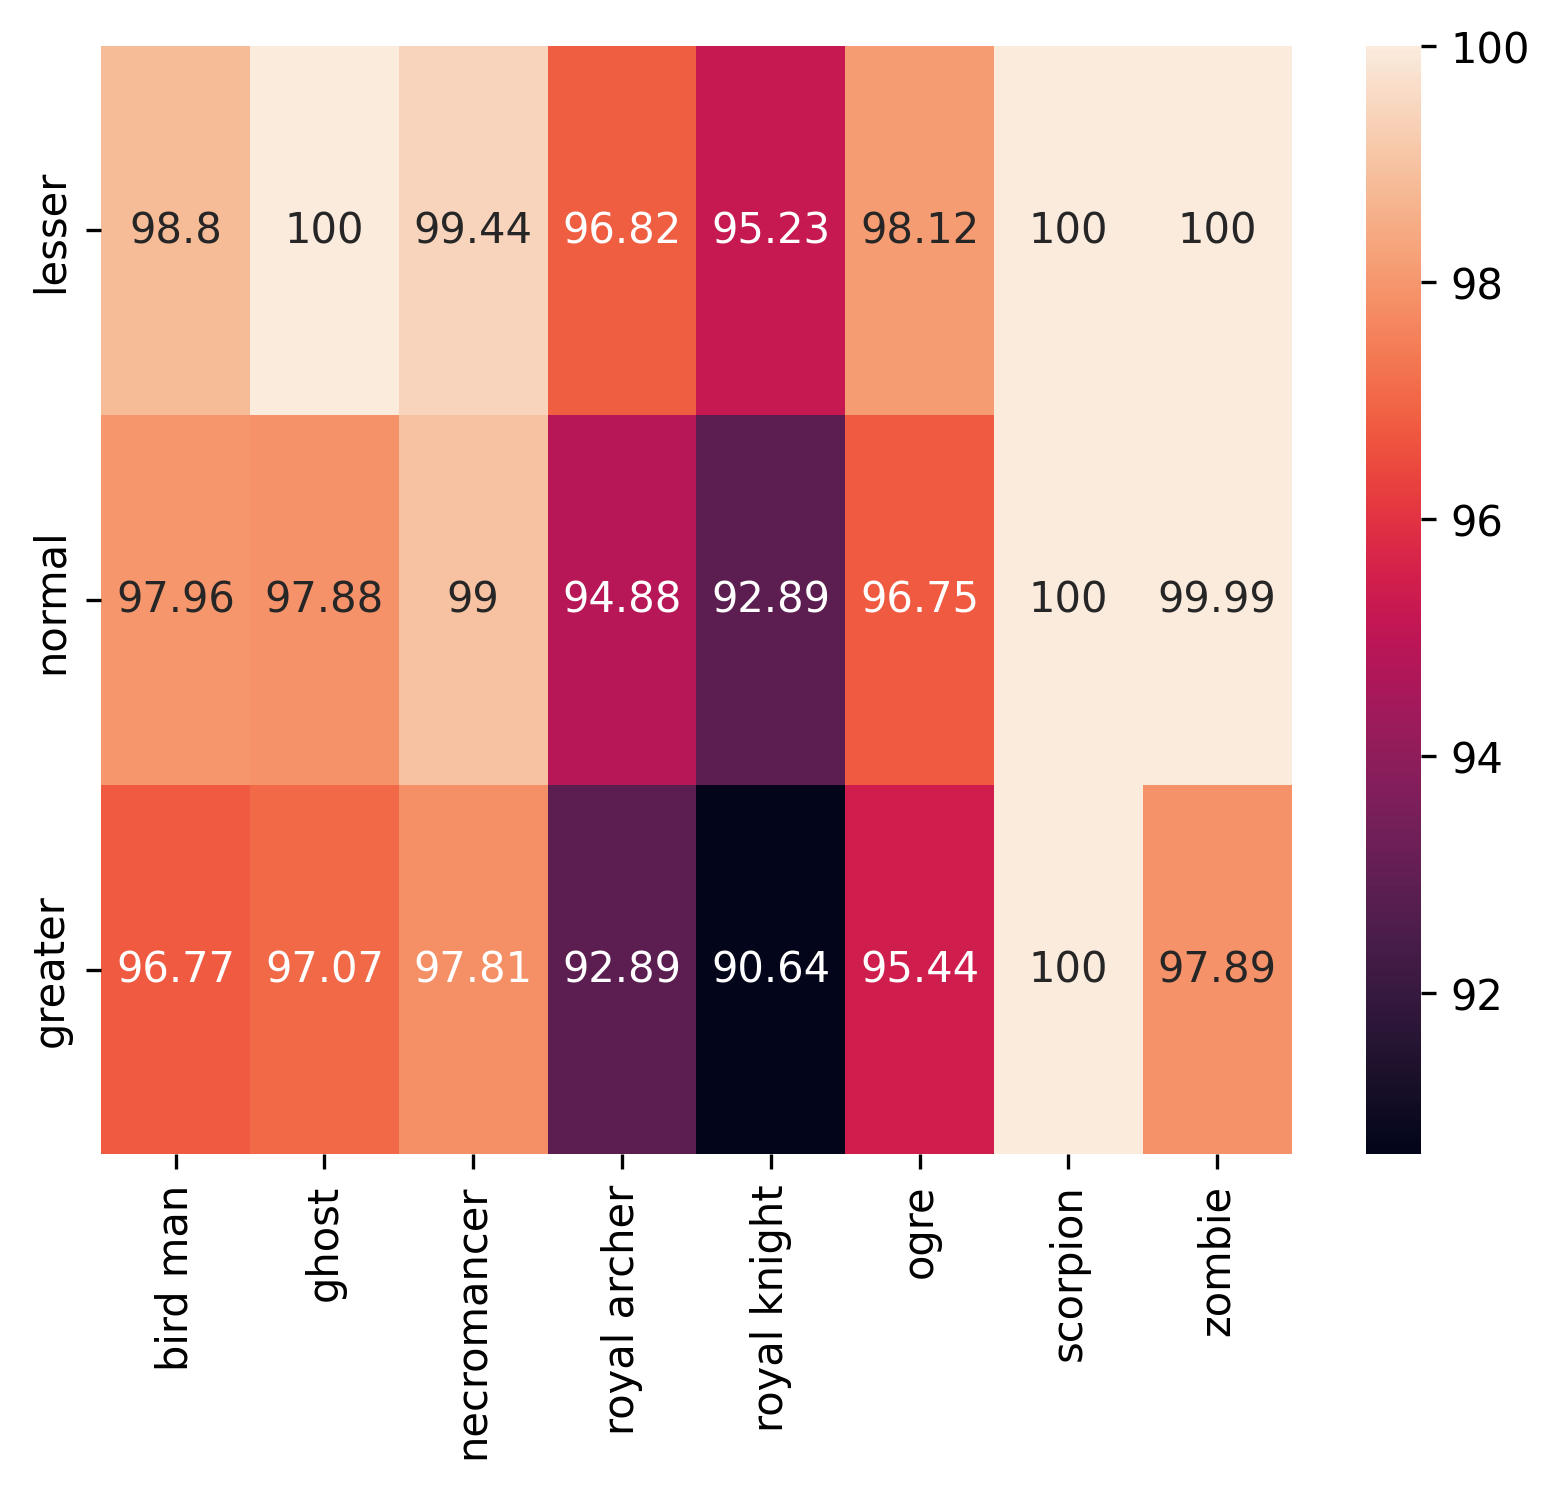 lesser 98.8 100 99.44 96.82 95.23 98.12 100 100
normal 97.96 97.88 99 94.88 92.89 96.75 100 99.99
greater 96.77 97.07 97.81 92.89 90.64 95.44 100 97.89
bird man
ghost
necromancer
royal archer
royal knight
ogre
scorpion
zombie
100
98
96
94
92